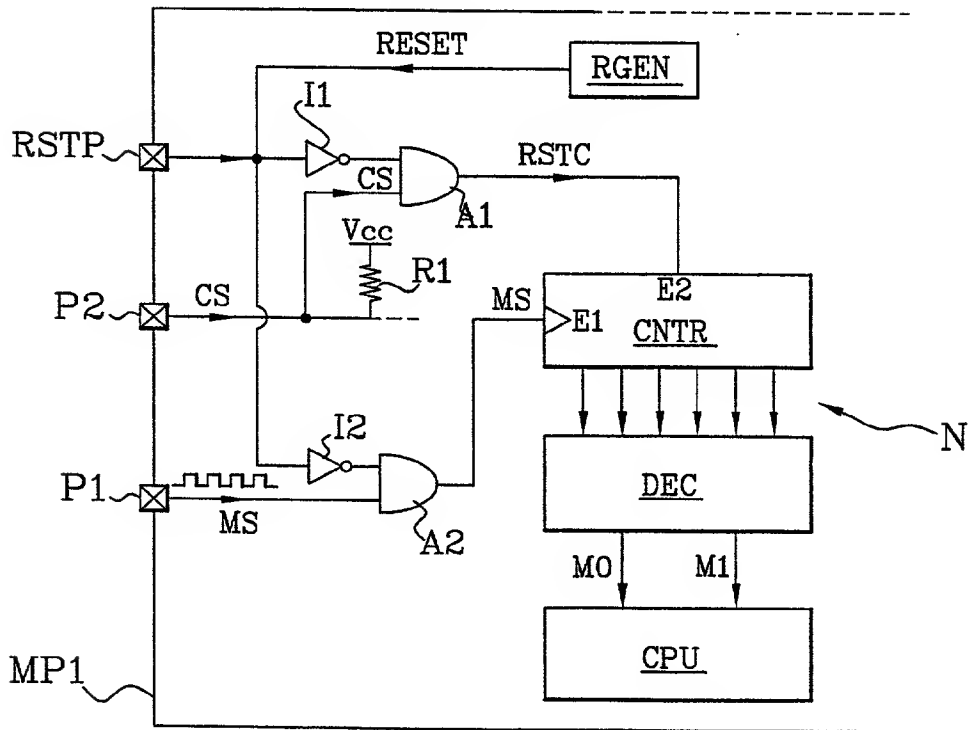 RESET
RGEN
I1
RSTP
CS
RSTC
A1
Vcc
R1
P2
CS
MS
E2
E1
CNTR
N
I2
P1
MS
A2
DEC
M0
M1
CPU
MP1